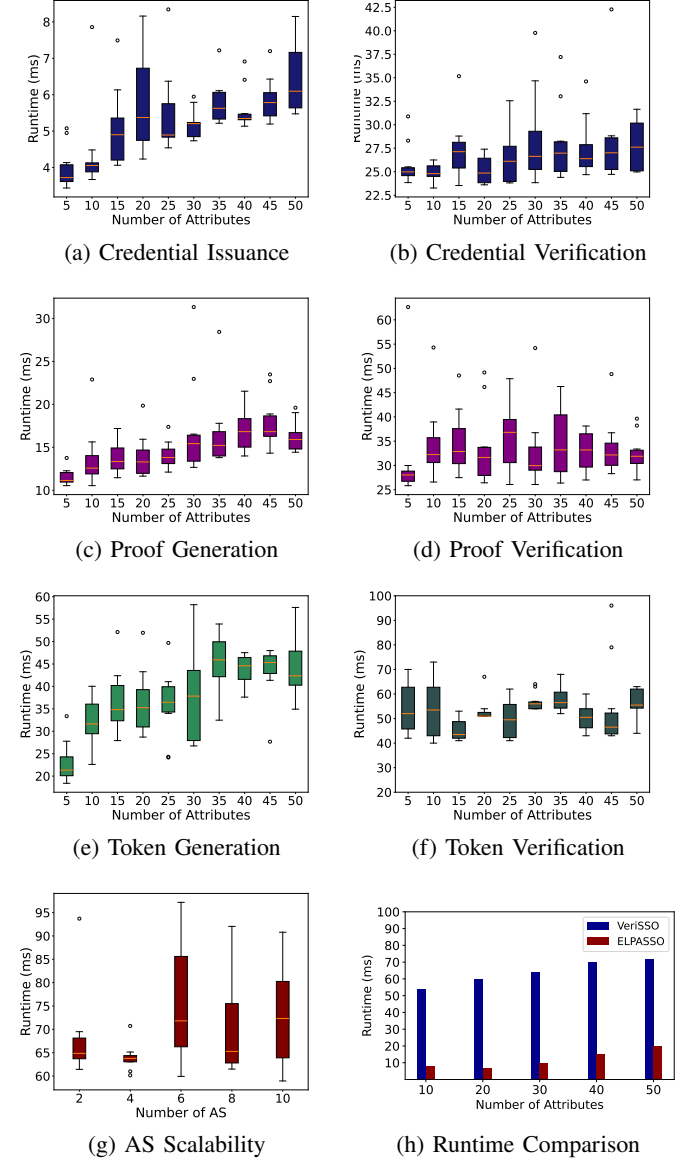 8
7
6
5
4
Runtime (ms)
5 10 15 20 25 30 35 40 45 50
Number of Attributes
(a) Credential Issuance
42.5
40.0
37.5
35.0
32.5
30.0
27.5
25.0
22.5
Runtime (ms)
5 10 15 20 25 30 35 40 45 50
Number of Attributes
(b) Credential Verification
30
25
20
15
10
Runtime (ms)
5 10 15 20 25 30 35 40 45 50
Number of Attributes
(c) Proof Generation
60
55
50
45
40
35
30
25
Runtime (ms)
5 10 15 20 25 30 35 40 45 50
Number of Attributes
(d) Proof Verification
60
55
50
45
40
35
30
25
20
Runtime (ms)
5 10 15 20 25 30 35 40 45 50
Number of Attributes
(e) Token Generation
100
90
80
70
60
50
40
30
20
Runtime (ms)
5 10 15 20 25 30 35 40 45 50
Number of Attributes
(f) Token Verification
95
90
85
80
75
70
65
60
Runtime (ms)
2 4 6 8 10
Number of AS
(g) AS Scalability
100
90
80
70
60
50
40
30
20
10
Runtime (ms)
VeriSSO
ELPASSO
10 20 30 40 50
Number of Attributes
(h) Runtime Comparison